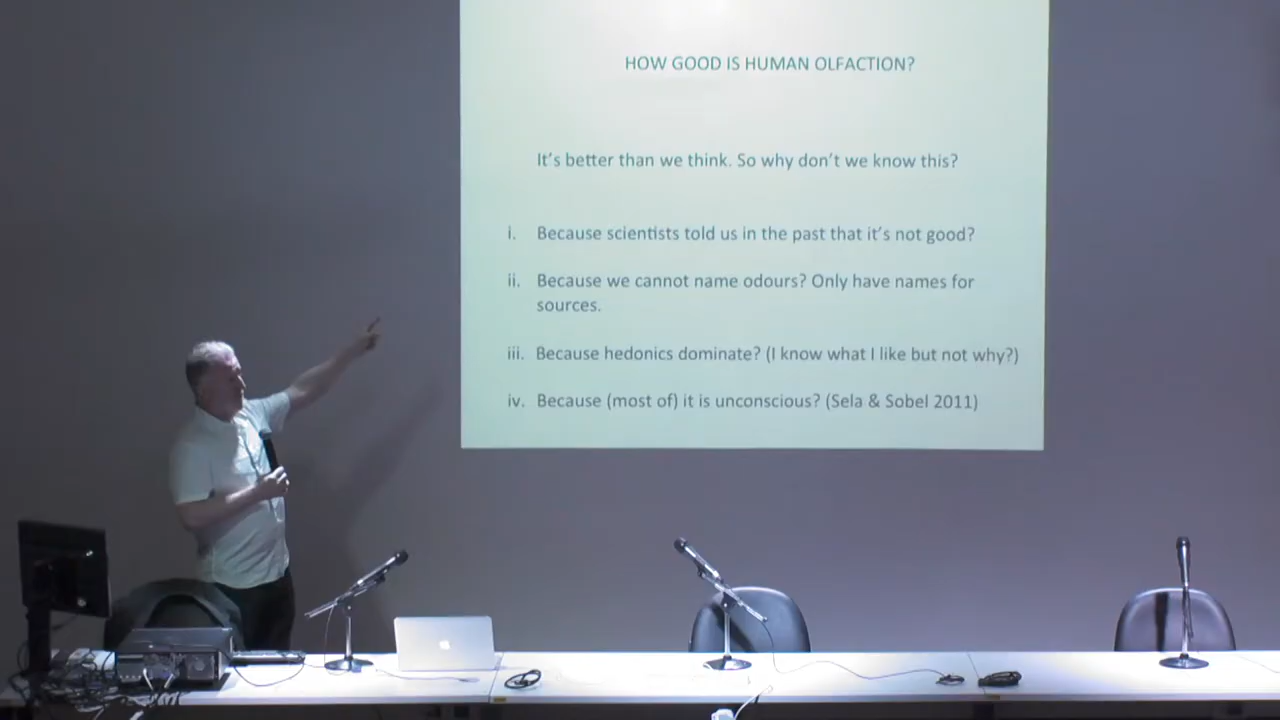 HOW GOOD IS HUMAN OLFACTION?
It's better than we think. So why don't we know this?
i. Because scientists told us in the past that it's not good?
ii. Because we cannot name odours? Only have names for
sources.
iii. Because hedonics dominate? (I know what I like but not why?)
iv. Because (most of) it is unconscious? (Sela & Sobel 2011)